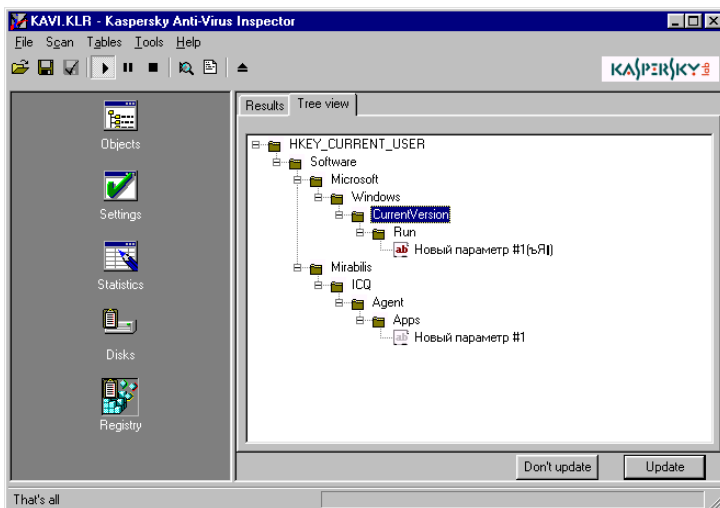 KAVI.KLR - Kaspersky Anti-Virus Inspector
File Scan Tables Tools Help
KASPERSKY lab
Objects
Settings
Statistics
Disks
Registry
Results Tree view
HKEY_CURRENT_USER
Software
Microsoft
Windows
CurrentVersion
Run
ab Новый параметр #1(ъЯ‖)
Mirabilis
ICQ
Agent
Apps
ab Новый параметр #1
Don't update Update
That's all